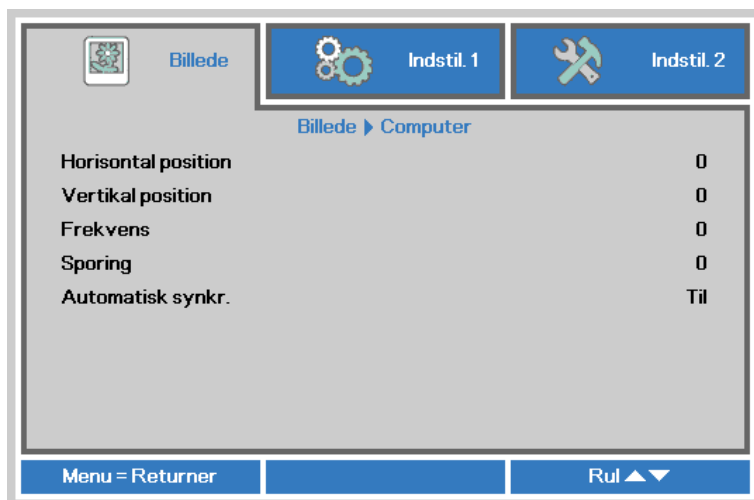 Billede
Indstil. 1
Indstil. 2
Billede ▶ Computer
Horisontal position 0
Vertikal position 0
Frekvens 0
Sporing 0
Automatisk synkr. Til
Menu = Returner
Rul ▲▼